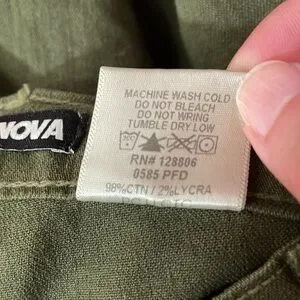 NOVA
MACHINE WASH COLD
DO NOT BLEACH
DO NOT WRING
TUMBLE DRY LOW
RN# 128806
0585 PFD
98%CTN / 2%LYCRA